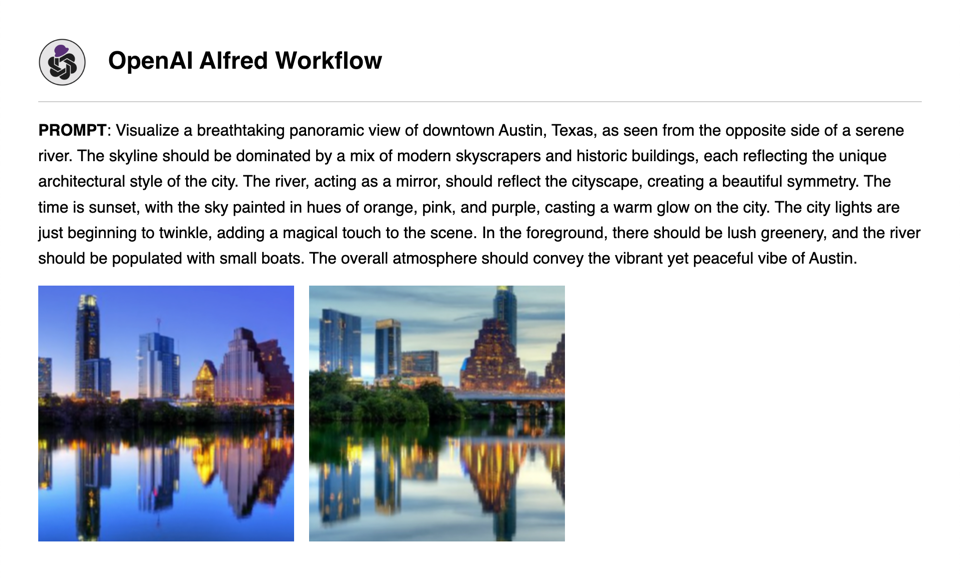 OpenAI Alfred Workflow
PROMPT: Visualize a breathtaking panoramic view of downtown Austin, Texas, as seen from the opposite side of a serene
river. The skyline should be dominated by a mix of modern skyscrapers and historic buildings, each reflecting the unique
architectural style of the city. The river, acting as a mirror, should reflect the cityscape, creating a beautiful symmetry. The
time is sunset, with the sky painted in hues of orange, pink, and purple, casting a warm glow on the city. The city lights are
just beginning to twinkle, adding a magical touch to the scene. In the foreground, there should be lush greenery, and the river
should be populated with small boats. The overall atmosphere should convey the vibrant yet peaceful vibe of Austin.